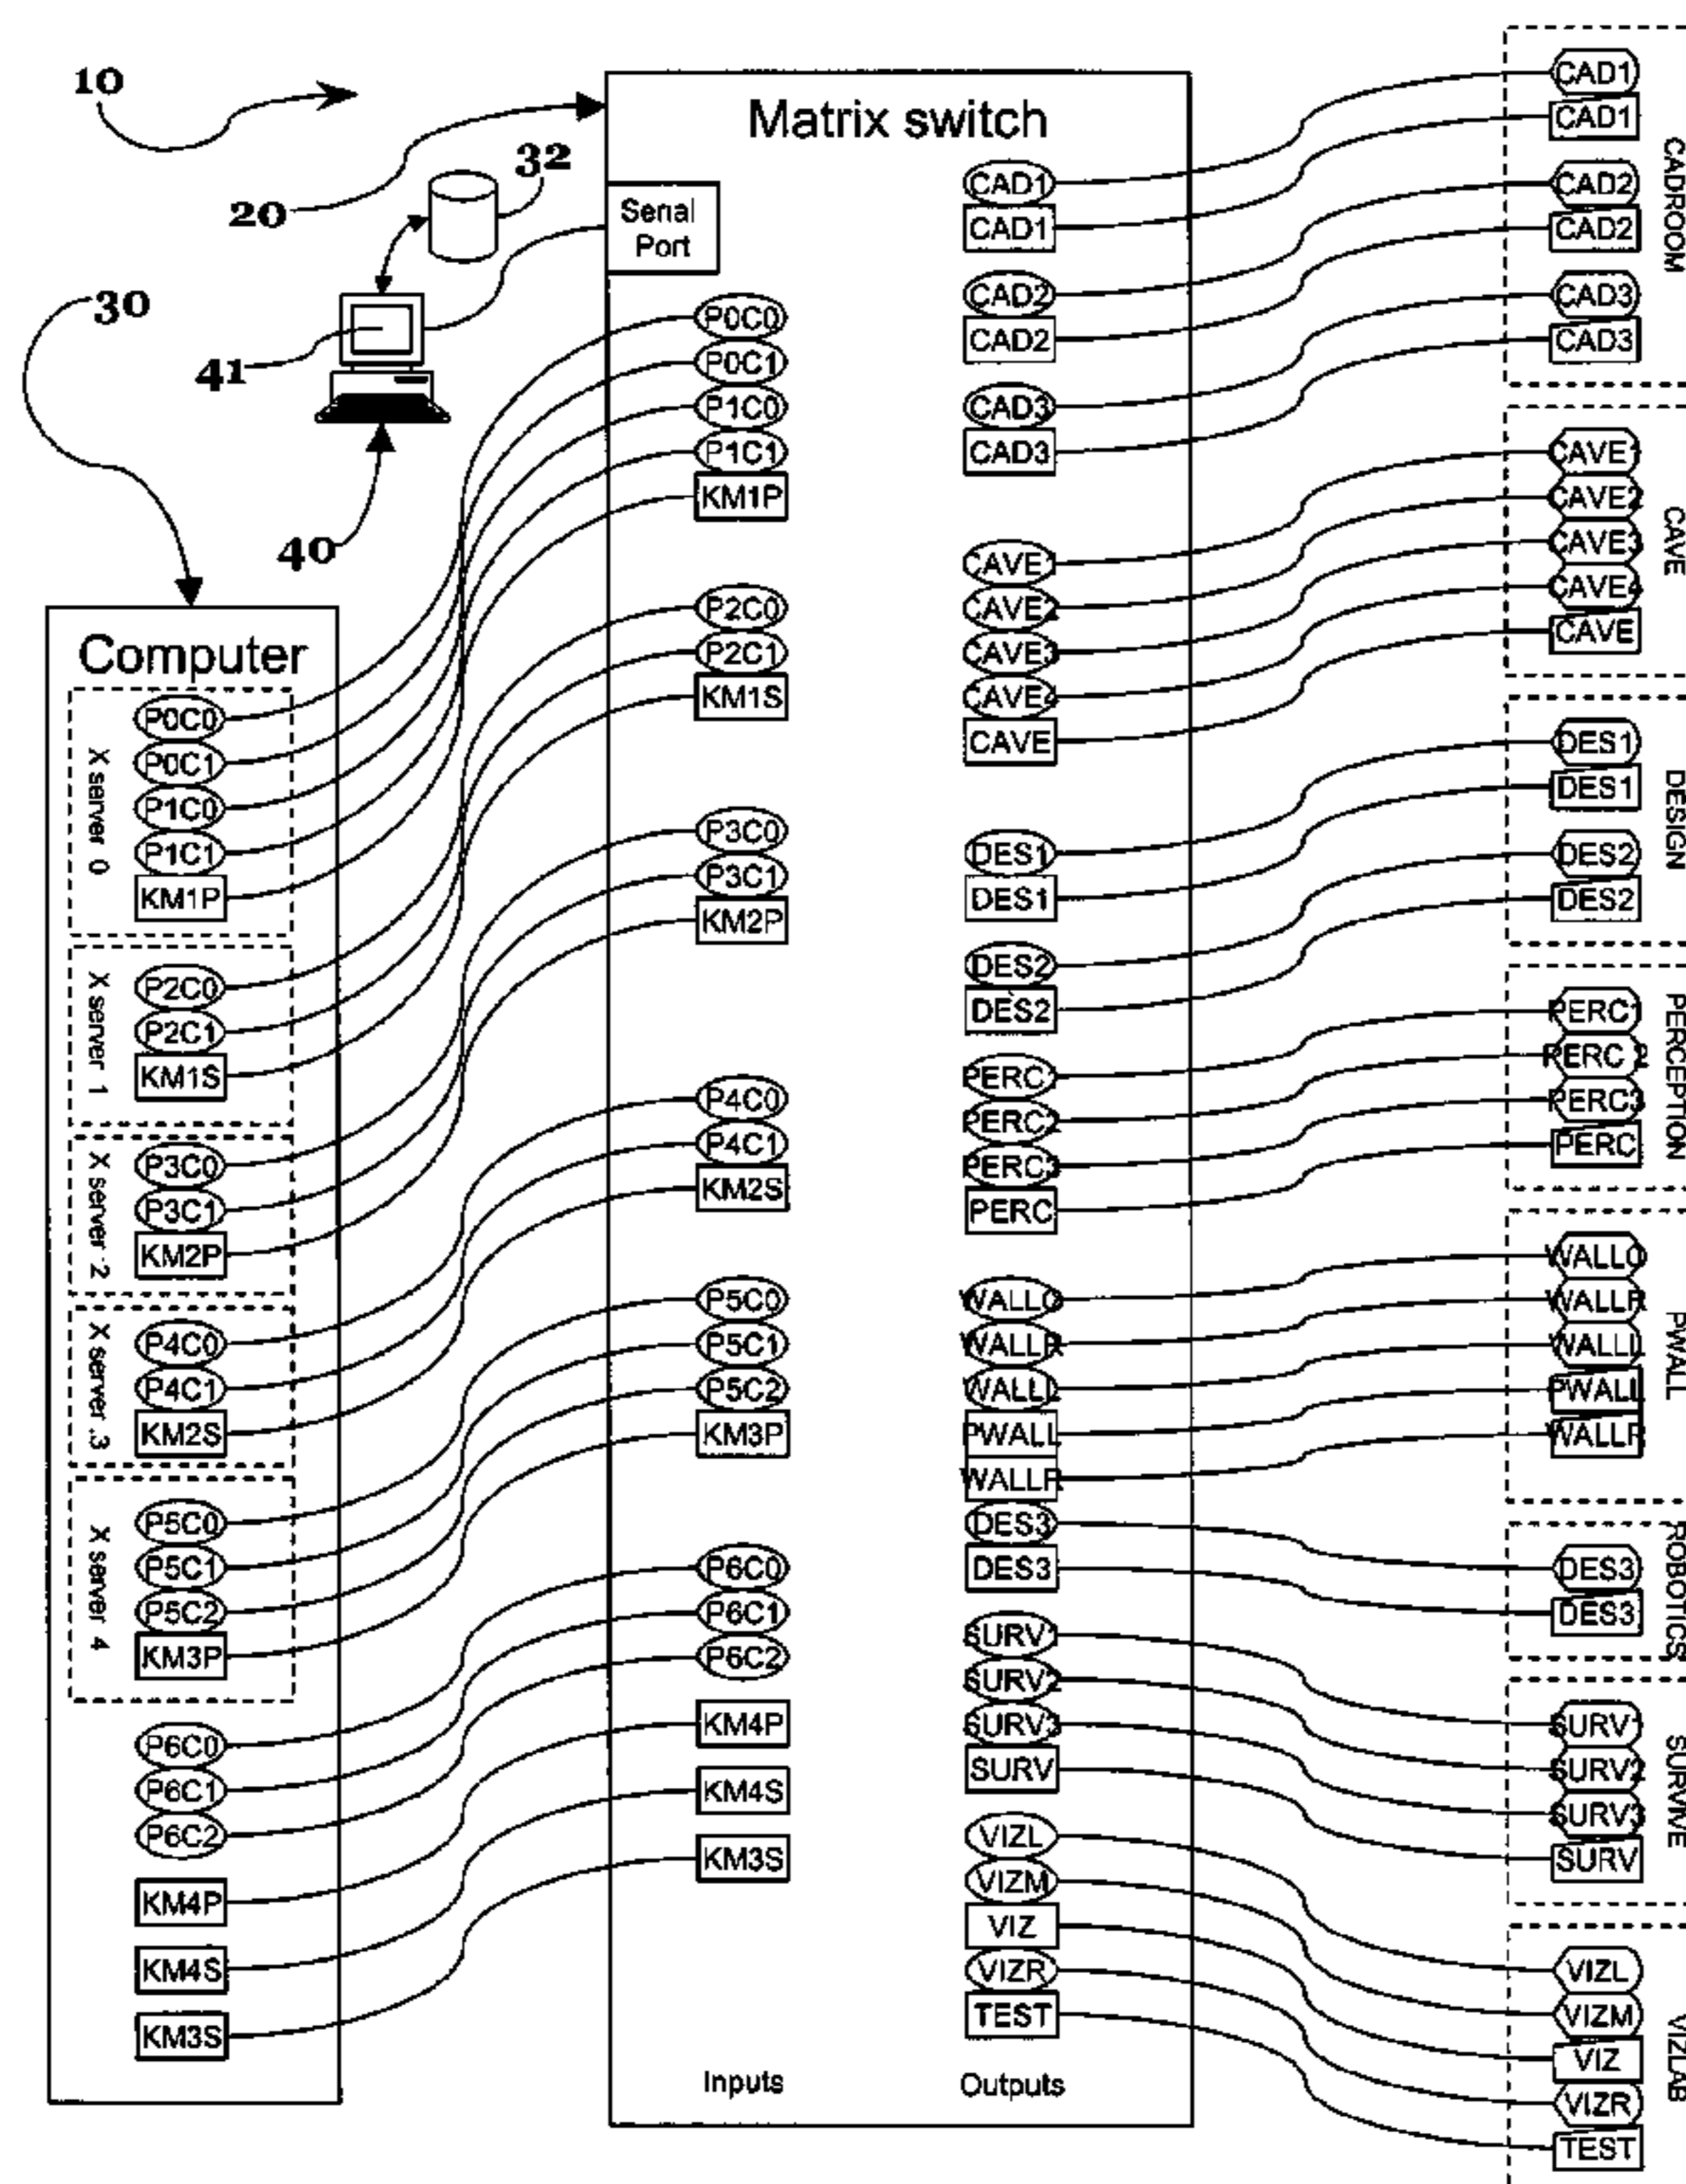 10
20
32
30
41
40
Matrix switch
Serial
Port
Computer
X server 0
P0C0
P0C1
P1C0
P1C1
KM1P
X server 1
P2C0
P2C1
KM1S
X server 2
P3C0
P3C1
KM2P
X server 3
P4C0
P4C1
KM2S
X server 4
P5C0
P5C1
P5C2
KM3P
P6C0
P6C1
P6C2
KM4P
KM4S
KM3S
P0C0
P0C1
P1C0
P1C1
KM1P
P2C0
P2C1
KM1S
P3C0
P3C1
KM2P
P4C0
P4C1
KM2S
P5C0
P5C1
P5C2
KM3P
P6C0
P6C1
P6C2
KM4P
KM4S
KM3S
Inputs
CAD1
CAD1
CAD2
CAD2
CAD3
CAD3
CAVE1
CAVE2
CAVE3
CAVE4
CAVE
DES1
DES1
DES2
DES2
PERC
PERC2
PERC3
PERC
WALLC
WALLR
WALLL
PWALL
WALLR
DES3
DES3
SURV1
SURV2
SURV3
SURV
VIZL
VIZM
VIZ
VIZR
TEST
Outputs
CADROOM
CAD1
CAD1
CAD2
CAD2
CAD3
CAD3
CAVE
CAVE1
CAVE2
CAVE3
CAVE4
CAVE
DESIGN
DES1
DES1
DES2
DES2
PERCEPTION
PERC1
PERC 2
PERC3
PERC
PWALL
WALLC
WALLR
WALLL
PWALL
WALLR
ROBOTICS
DES3
DES3
SURVIVE
SURV1
SURV2
SURV3
SURV
VIZLAB
VIZL
VIZM
VIZ
VIZR
TEST